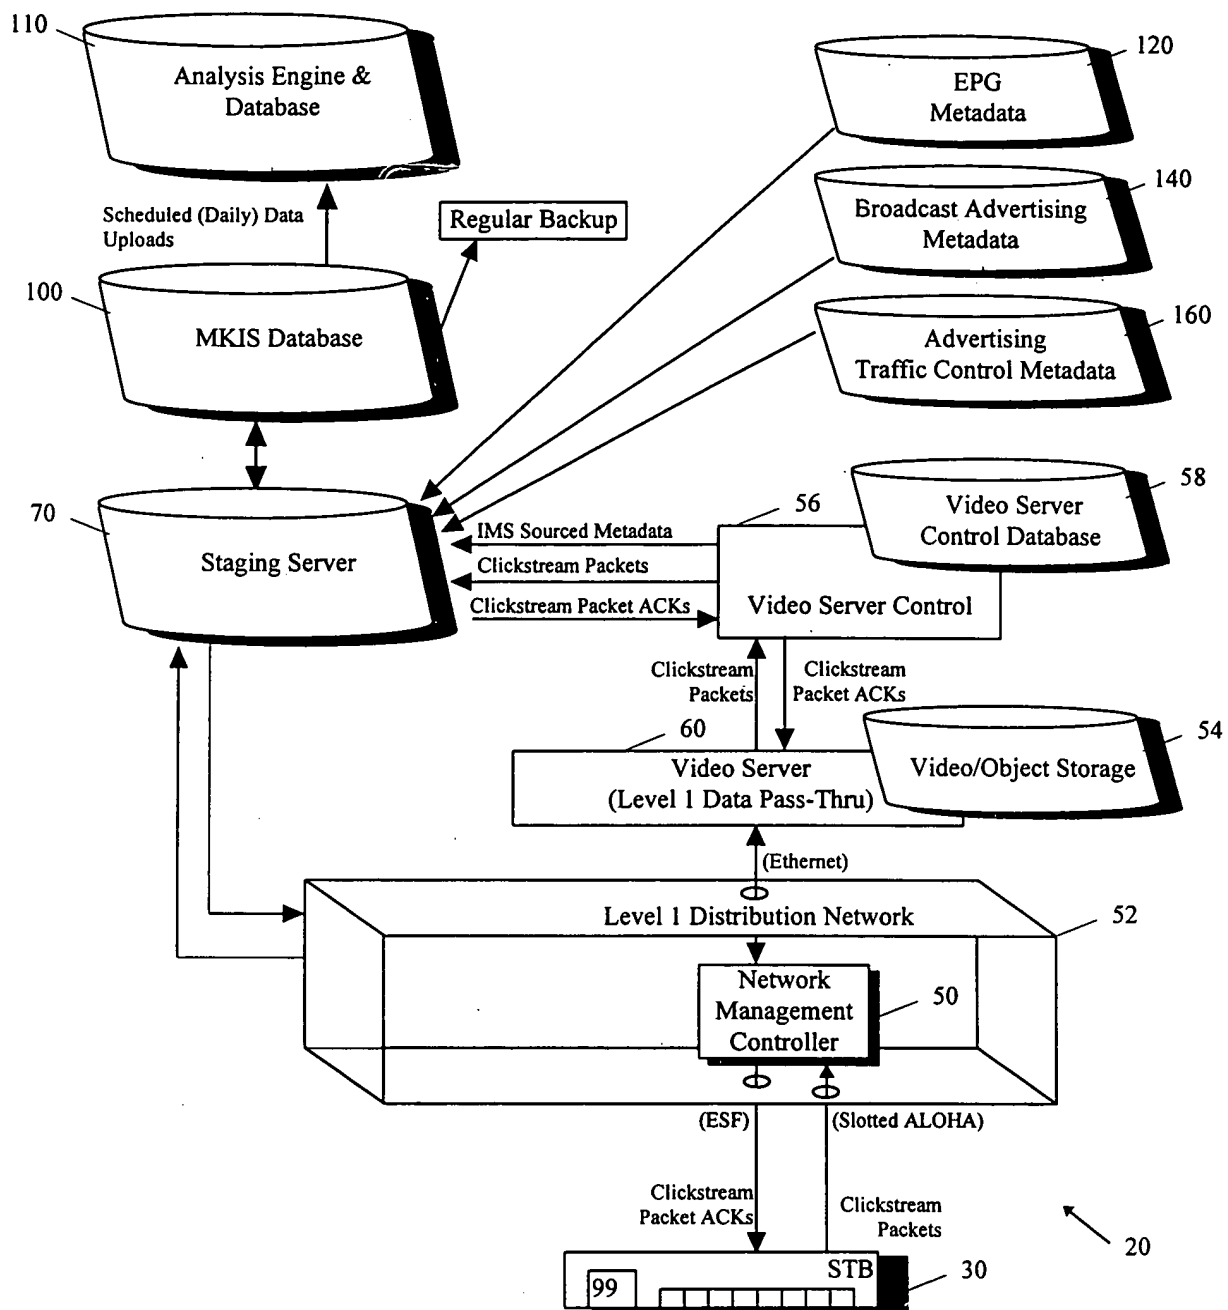 110
Analysis Engine &
Database
120
EPG
Metadata
Scheduled (Daily) Data
Uploads
Regular Backup
140
Broadcast Advertising
Metadata
100
MKIS Database
160
Advertising
Traffic Control Metadata
70
Staging Server
56
58
Video Server
Control Database
IMS Sourced Metadata
Clickstream Packets
Clickstream Packet ACKs
Video Server Control
Clickstream
Packets
Clickstream
Packet ACKs
60
Video Server
(Level 1 Data Pass-Thru)
54
Video/Object Storage
(Ethernet)
Level 1 Distribution Network
52
Network
Management
Controller
50
(ESF)
(Slotted ALOHA)
Clickstream
Packet ACKs
Clickstream
Packets
20
STB
99
30